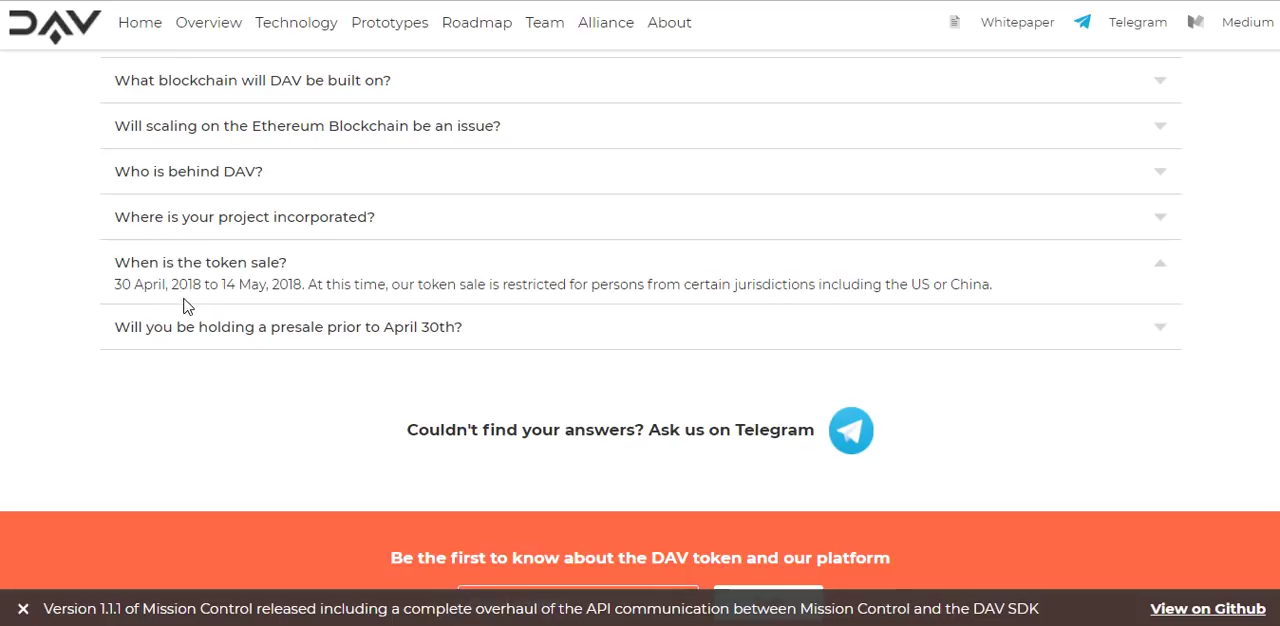 DAV Home Overview Technology Prototypes Roadmap Team Alliance About Whitepaper Telegram Medium
What blockchain will DAV be built on?
Will scaling on the Ethereum Blockchain be an issue?
Who is behind DAV?
Where is your project incorporated?
When is the token sale?
30 April, 2018 to 14 May, 2018. At this time, our token sale is restricted for persons from certain jurisdictions including the US or China.
Will you be holding a presale prior to April 30th?
Couldn't find your answers? Ask us on Telegram
Be the first to know about the DAV token and our platform
× Version 1.1.1 of Mission Control released including a complete overhaul of the API communication between Mission Control and the DAV SDK View on Github